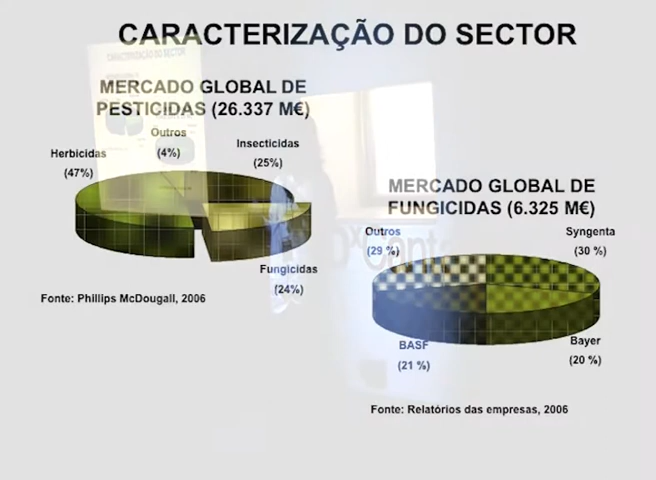 CARACTERIZAÇÃO DO SECTOR
MERCADO GLOBAL DE
PESTICIDAS (26.337 M€)
Outros
(4%)
Insecticidas
(25%)
Herbicidas
(47%)
Fungicidas
(24%)
Fonte: Phillips McDougall, 2006
MERCADO GLOBAL DE
FUNGICIDAS (6.325 M€)
Outros
(29 %)
Syngenta
(30 %)
BASF
(21 %)
Bayer
(20 %)
Fonte: Relatórios das empresas, 2006